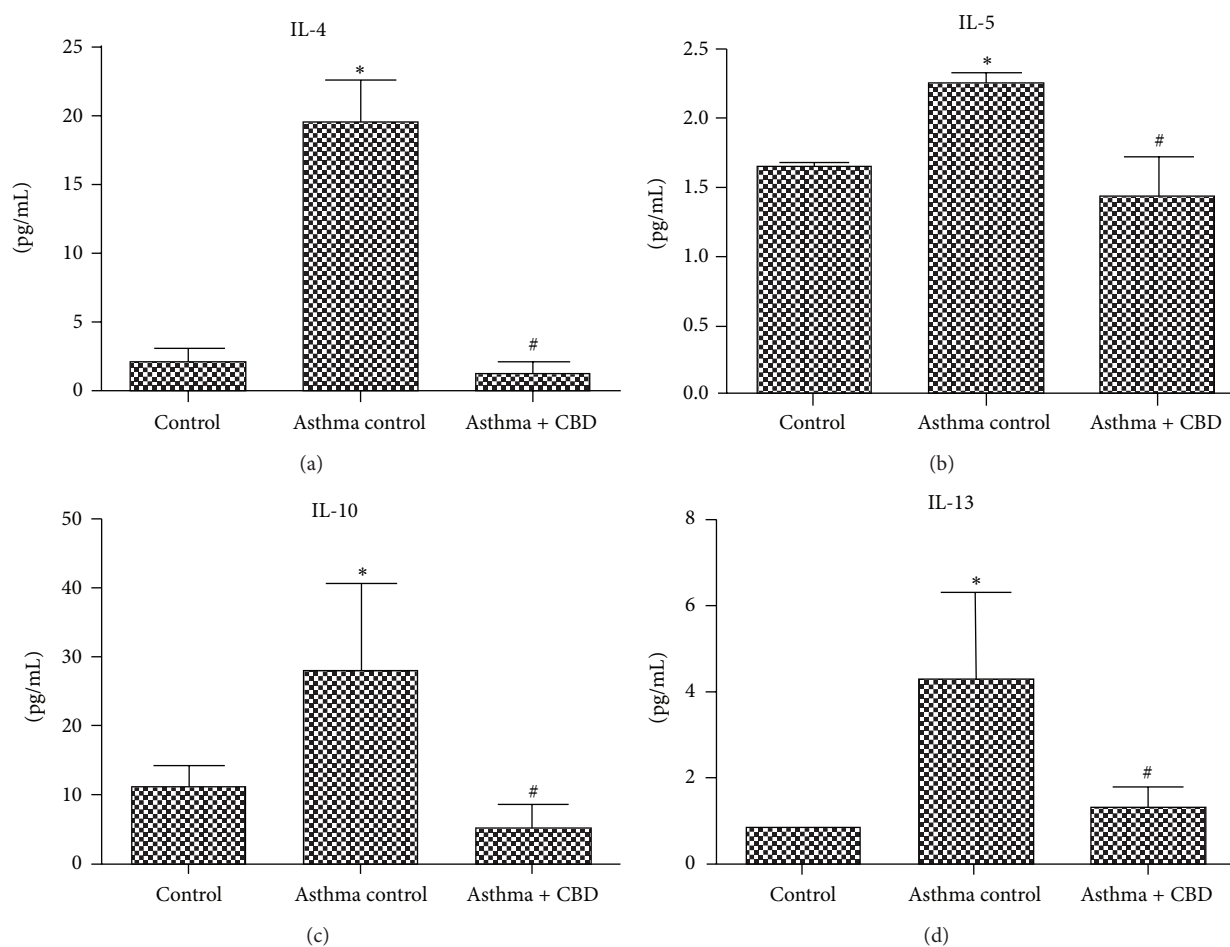 IL-4
25
20
15
10
5
0
(pg/mL)
*
#
Control Asthma control Asthma + CBD
(a)
IL-5
2.5
2.0
1.5
1.0
0.5
0.0
(pg/mL)
*
#
Control Asthma control Asthma + CBD
(b)
IL-10
50
40
30
20
10
0
(pg/mL)
*
#
Control Asthma control Asthma + CBD
(c)
IL-13
8
6
4
2
0
(pg/mL)
*
#
Control Asthma control Asthma + CBD
(d)